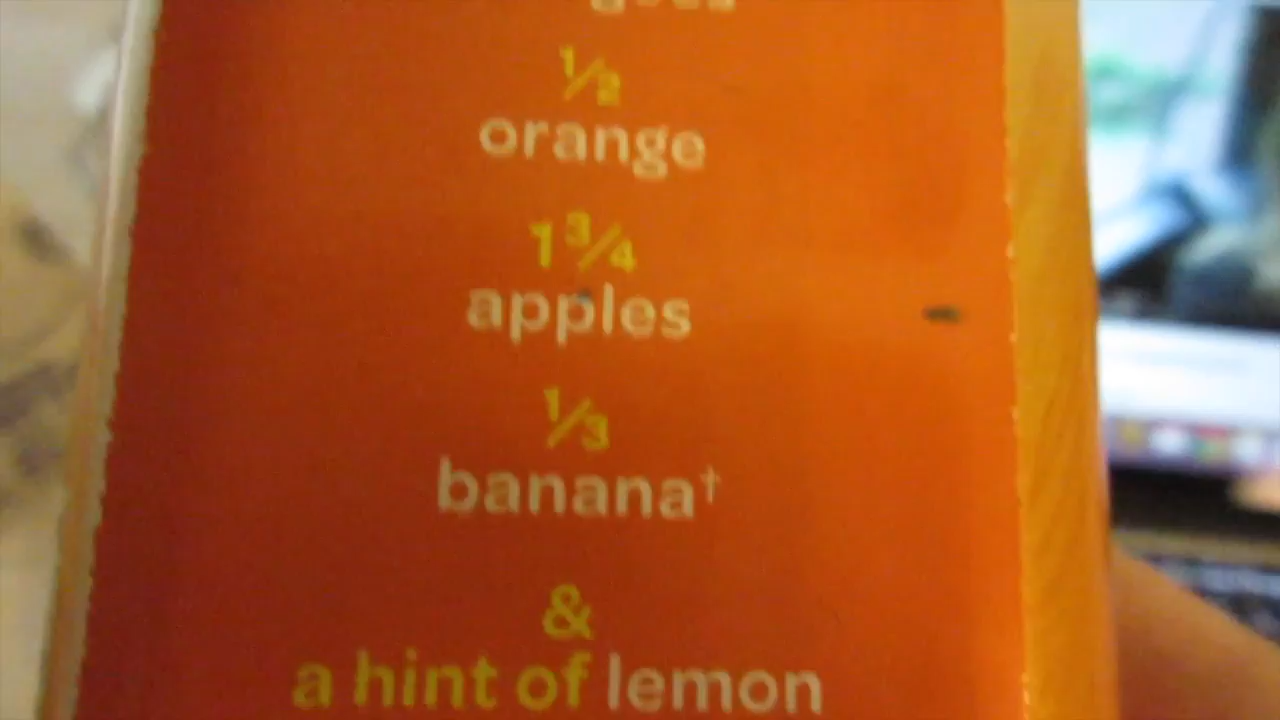 ½
orange
1¾
apples
⅓
banana†
&
a hint of lemon